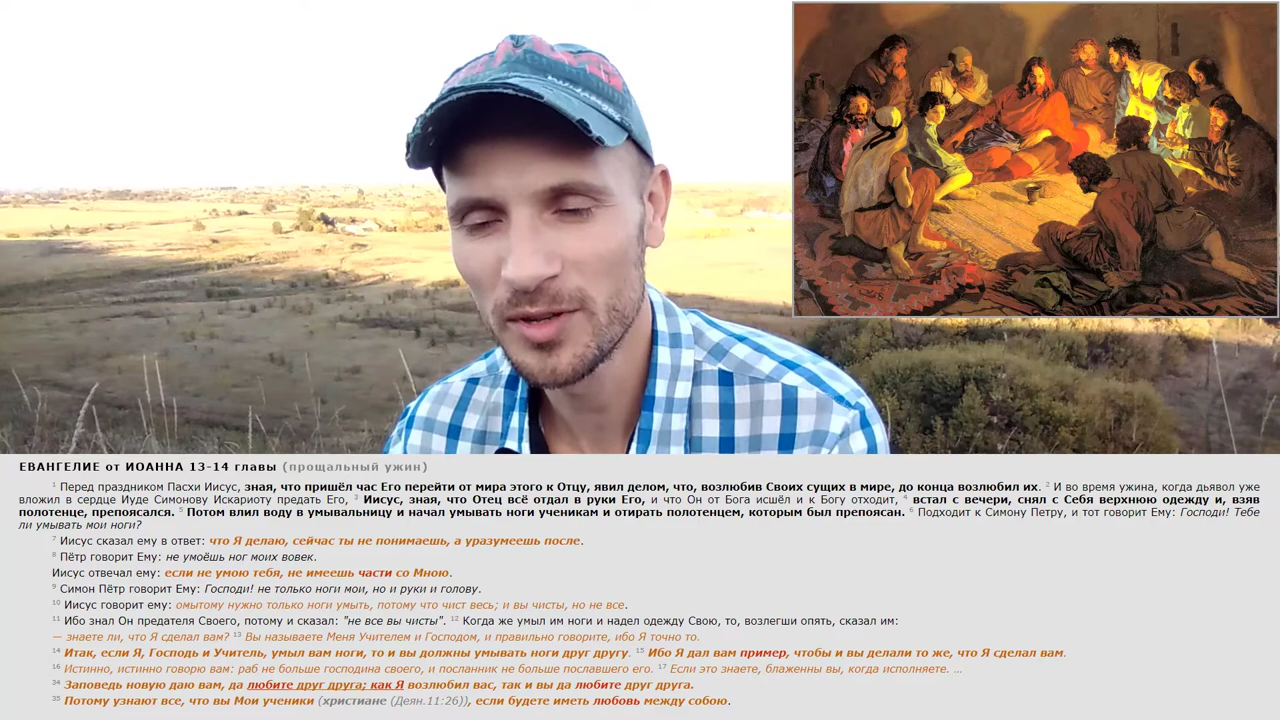 ЕВАНГЕЛИЕ от ИОАННА 13-14 главы (прощальный ужин)
1 Перед праздником Пасхи Иисус, зная, что пришёл час Его перейти от мира этого к Отцу, явил делом, что, возлюбив Своих сущих в мире, до конца возлюбил их. 2 И во время ужина, когда дьявол уже
вложил в сердце Иуде Симонову Искариоту предать Его, 3 Иисус, зная, что Отец всё отдал в руки Его, и что Он от Бога исшёл и к Богу отходит, 4 встал с вечери, снял с Себя верхнюю одежду и, взяв
полотенце, препоясался. 5 Потом влил воду в умывальницу и начал умывать ноги ученикам и отирать полотенцем, которым был препоясан. 6 Подходит к Симону Петру, и тот говорит Ему: Господи! Тебе
ли умывать мои ноги?
7 Иисус сказал ему в ответ: что Я делаю, сейчас ты не понимаешь, а уразумеешь после.
8 Пётр говорит Ему: не умоёшь ног моих вовек.
Иисус отвечал ему: если не умою тебя, не имеешь части со Мною.
9 Симон Пётр говорит Ему: Господи! не только ноги мои, но и руки и голову.
10 Иисус говорит ему: омытому нужно только ноги умыть, потому что чист весь; и вы чисты, но не все.
11 Ибо знал Он предателя Своего, потому и сказал: "не все вы чисты". 12 Когда же умыл им ноги и надел одежду Свою, то, возлегши опять, сказал им:
— знаете ли, что Я сделал вам? 13 Вы называете Меня Учителем и Господом, и правильно говорите, ибо Я точно то.
14 Итак, если Я, Господь и Учитель, умыл вам ноги, то и вы должны умывать ноги друг другу. 15 Ибо Я дал вам пример, чтобы и вы делали то же, что Я сделал вам.
16 Истинно, истинно говорю вам: раб не больше господина своего, и посланник не больше пославшего его. 17 Если это знаете, блаженны вы, когда исполняете. ...
34 Заповедь новую даю вам, да любите друг друга; как Я возлюбил вас, так и вы да любите друг друга.
35 Потому узнают все, что вы Мои ученики (христиане (Деян.11:26)), если будете иметь любовь между собою.